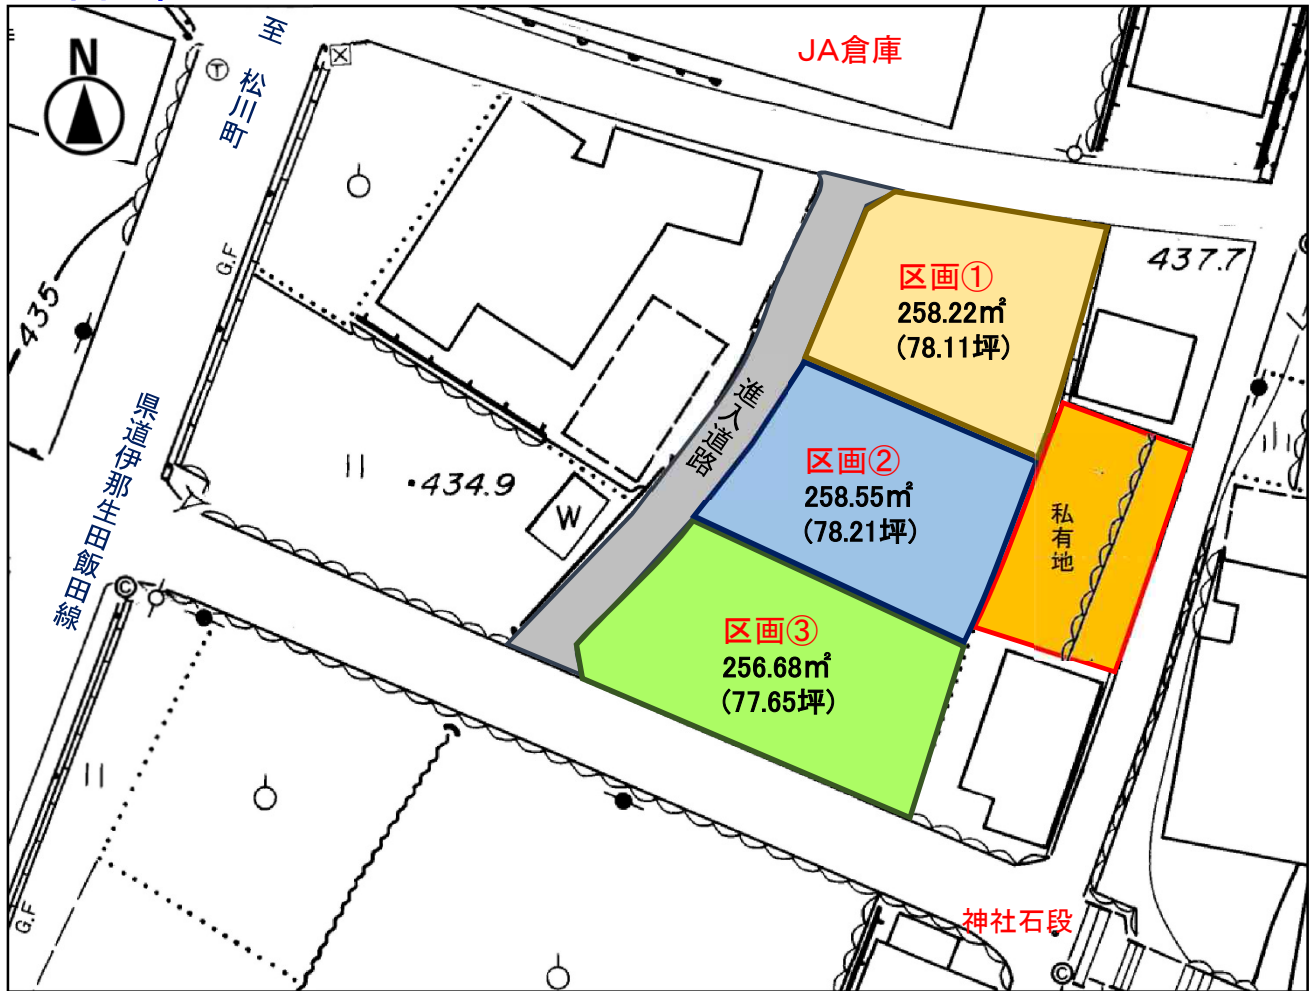 N
至 松川町
JA倉庫
437.7
区画①
258.22㎡
(78.11坪)
G.F
435
進入道路
県道伊那生田飯田線
434.9
区画②
258.55㎡
(78.21坪)
W
私有地
区画③
256.68㎡
(77.65坪)
G.F
神社石段